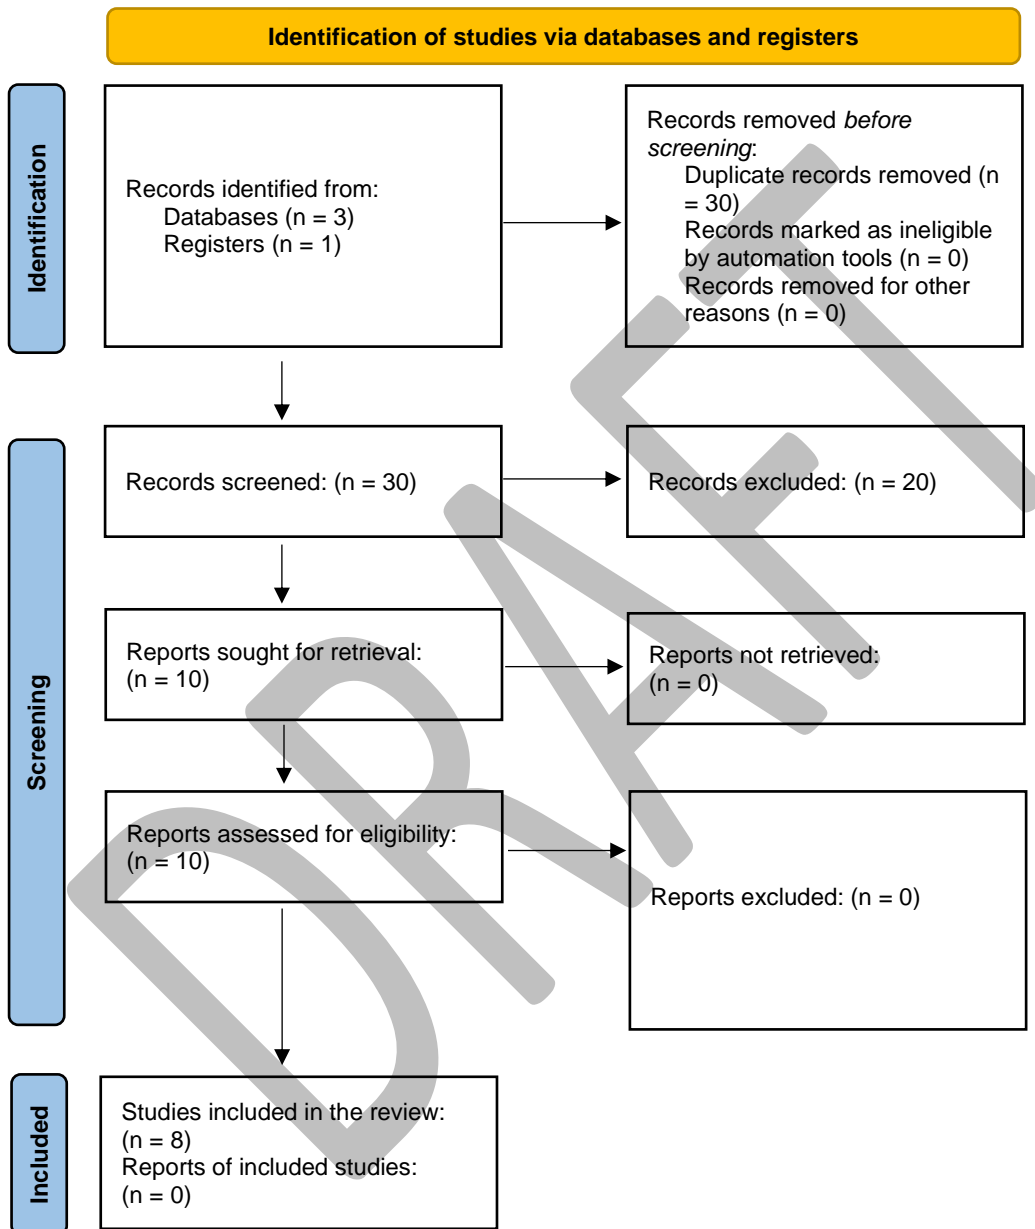 Identification of studies via databases and registers
Identification
Records identified from:
Databases (n = 3)
Registers (n = 1)
Records removed before
screening:
Duplicate records removed (n
= 30)
Records marked as ineligible
by automation tools (n = 0)
Records removed for other
reasons (n = 0)
Screening
Records screened: (n = 30)
Records excluded: (n = 20)
Reports sought for retrieval:
(n = 10)
Reports not retrieved:
(n = 0)
Reports assessed for eligibility:
(n = 10)
Reports excluded: (n = 0)
Included
Studies included in the review:
(n = 8)
Reports of included studies:
(n = 0)
DRAFT